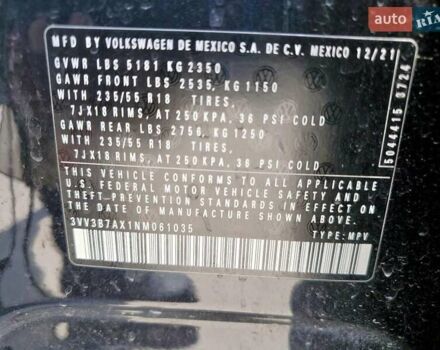 auto
RIA
MFD BY VOLKSWAGEN DE MEXICO S.A. DE C.V. MEXICO 12/21
GVWR LBS 5181 KG 2350
GAWR FRONT LBS 2535, KG 1150
WITH 235/55 R18 TIRES,
7JX18 RIMS, AT 250 KPA, 36 PSI COLD
GAWR REAR LBS 2756, KG 1250
WITH 235/55 R18 TIRES,
7JX18 RIMS, AT 250 KPA, 36 PSI COLD
THIS VEHICLE CONFORMS TO ALL APPLICABLE
U.S. FEDERAL MOTOR VEHICLE SAFETY, BUMPER AND
THEFT-PREVENTION STANDARDS IN EFFECT ON THE
DATE OF MANUFACTURE SHOWN ABOVE
3VV3B7AX1NM061035
TYPE: MPV